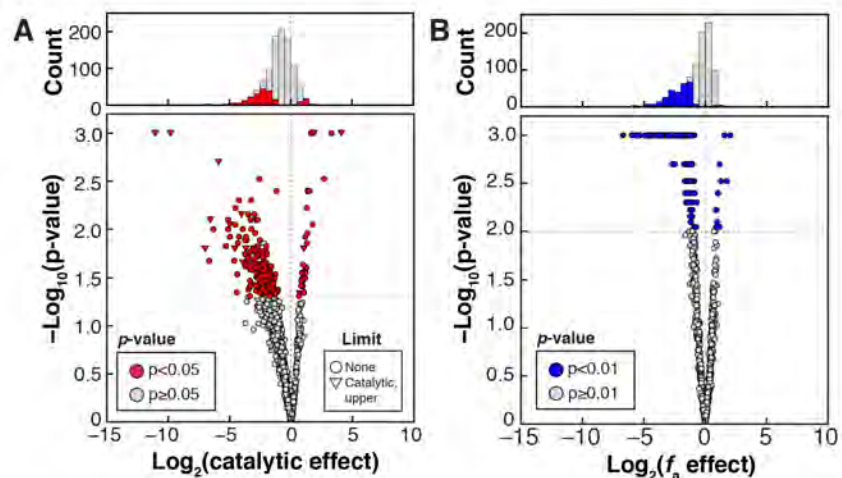 A
Count
200
100
0
−Log10(p-value)
3.0
2.5
2.0
1.5
1.0
0.5
0
p-value
p<0.05
p≥0.05
Limit
None
Catalytic,
upper
−15 −10 −5 0 5 10
Log2(catalytic effect)
B
Count
200
100
0
−Log10(p-value)
3.0
2.5
2.0
1.5
1.0
0.5
0
p-value
p<0.01
p≥0.01
−15 −10 −5 0 5 10
Log2(fa effect)